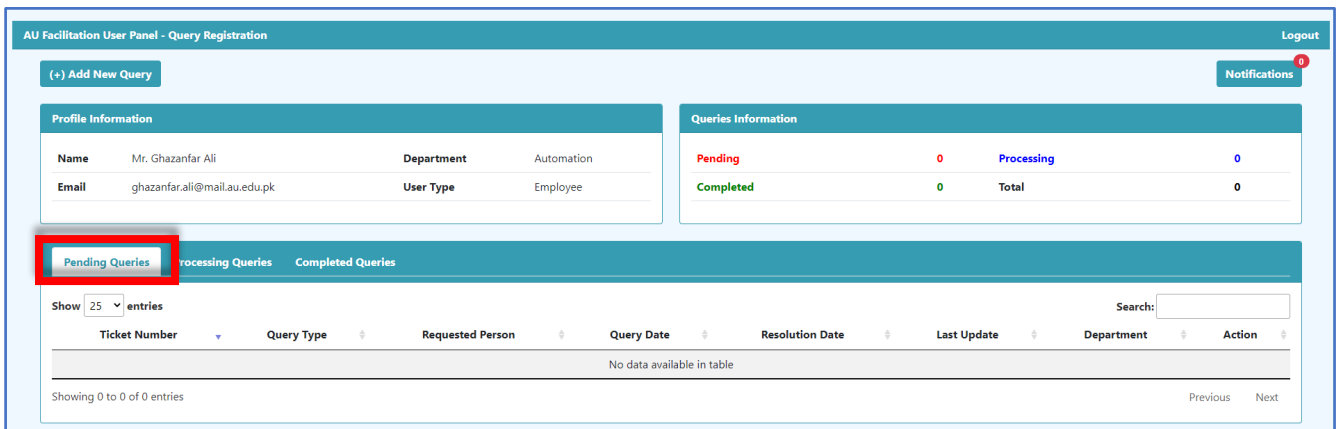 AU Facilitation User Panel - Query Registration Logout
(+) Add New Query Notifications 0
Profile Information
Name Mr. Ghazanfar Ali Department Automation
Email ghazanfar.ali@mail.au.edu.pk User Type Employee
Queries Information
Pending 0 Processing 0
Completed 0 Total 0
Pending Queries rocessing Queries Completed Queries
Show 25 entries Search:
Ticket Number Query Type Requested Person Query Date Resolution Date Last Update Department Action
No data available in table
Showing 0 to 0 of 0 entries Previous Next